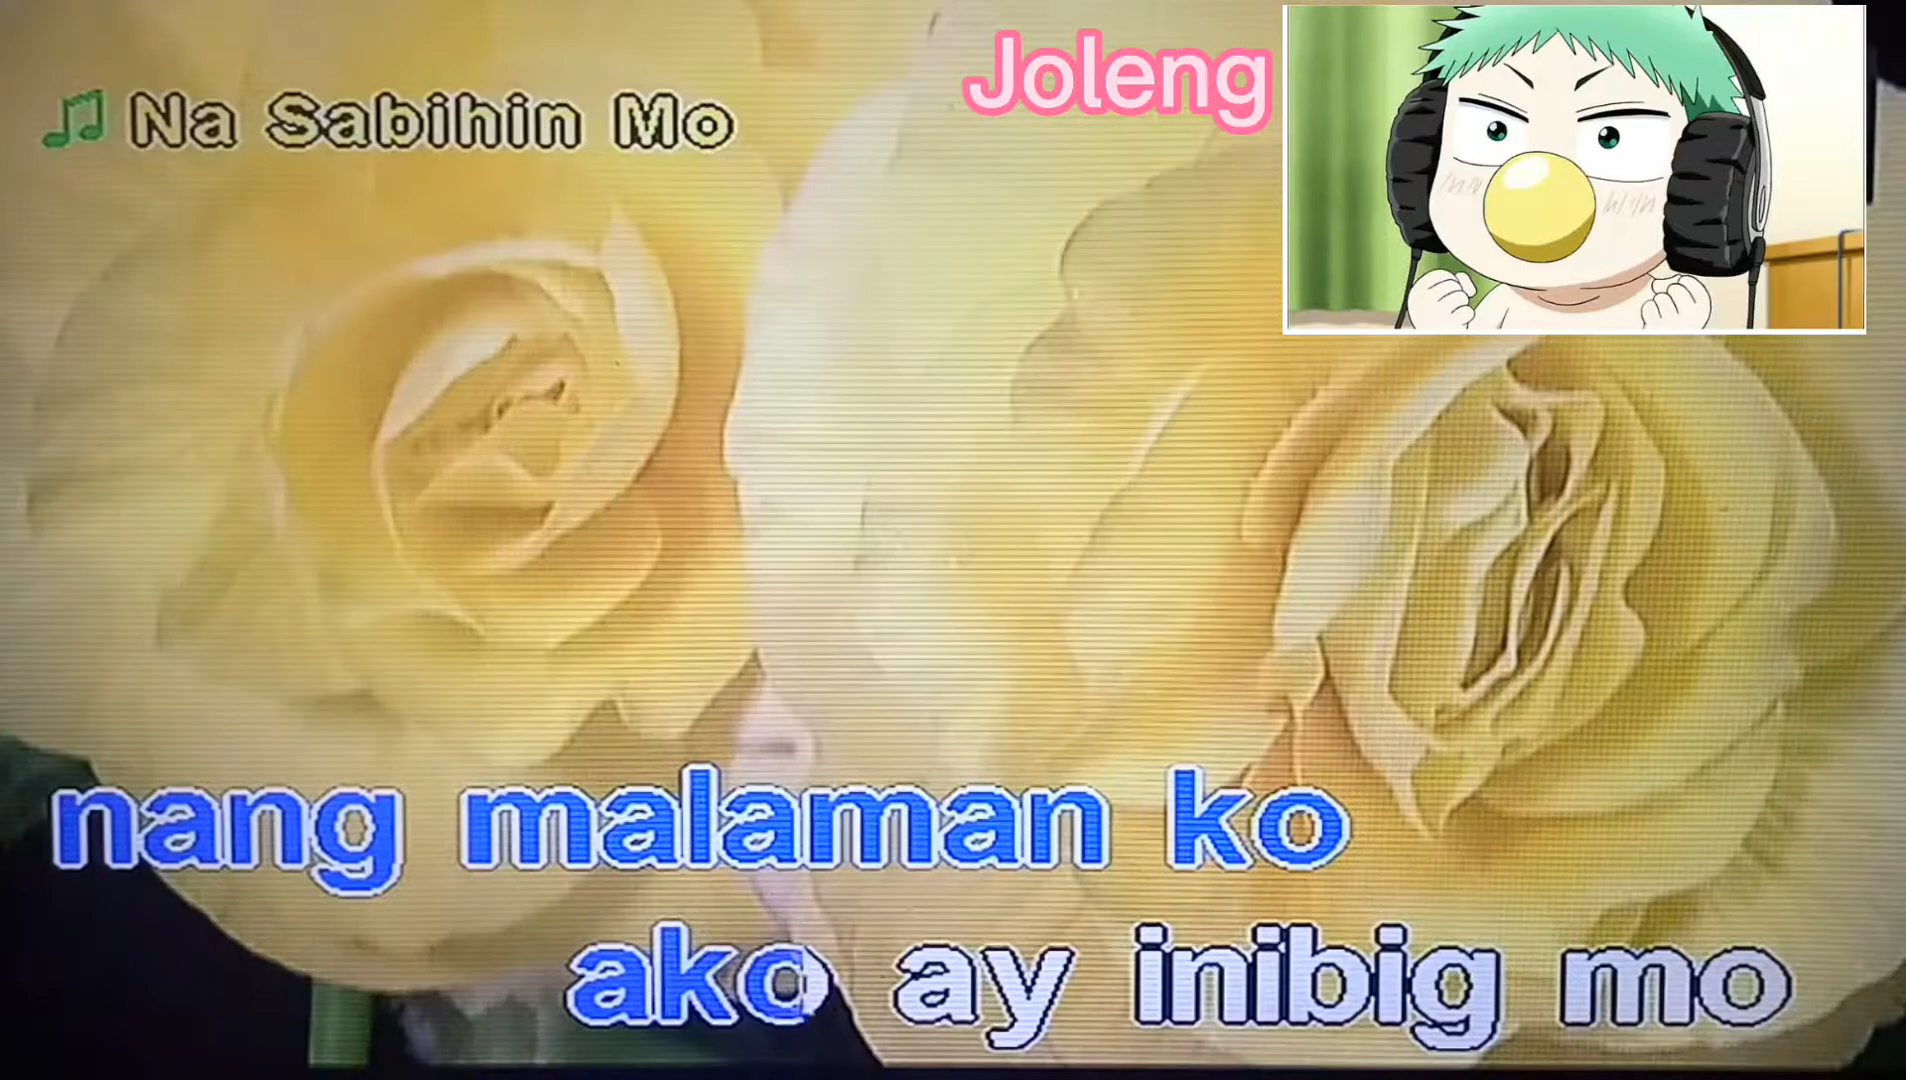 Joleng
♫ Na Sabihin Mo
nang malaman ko
ako ay inibig mo